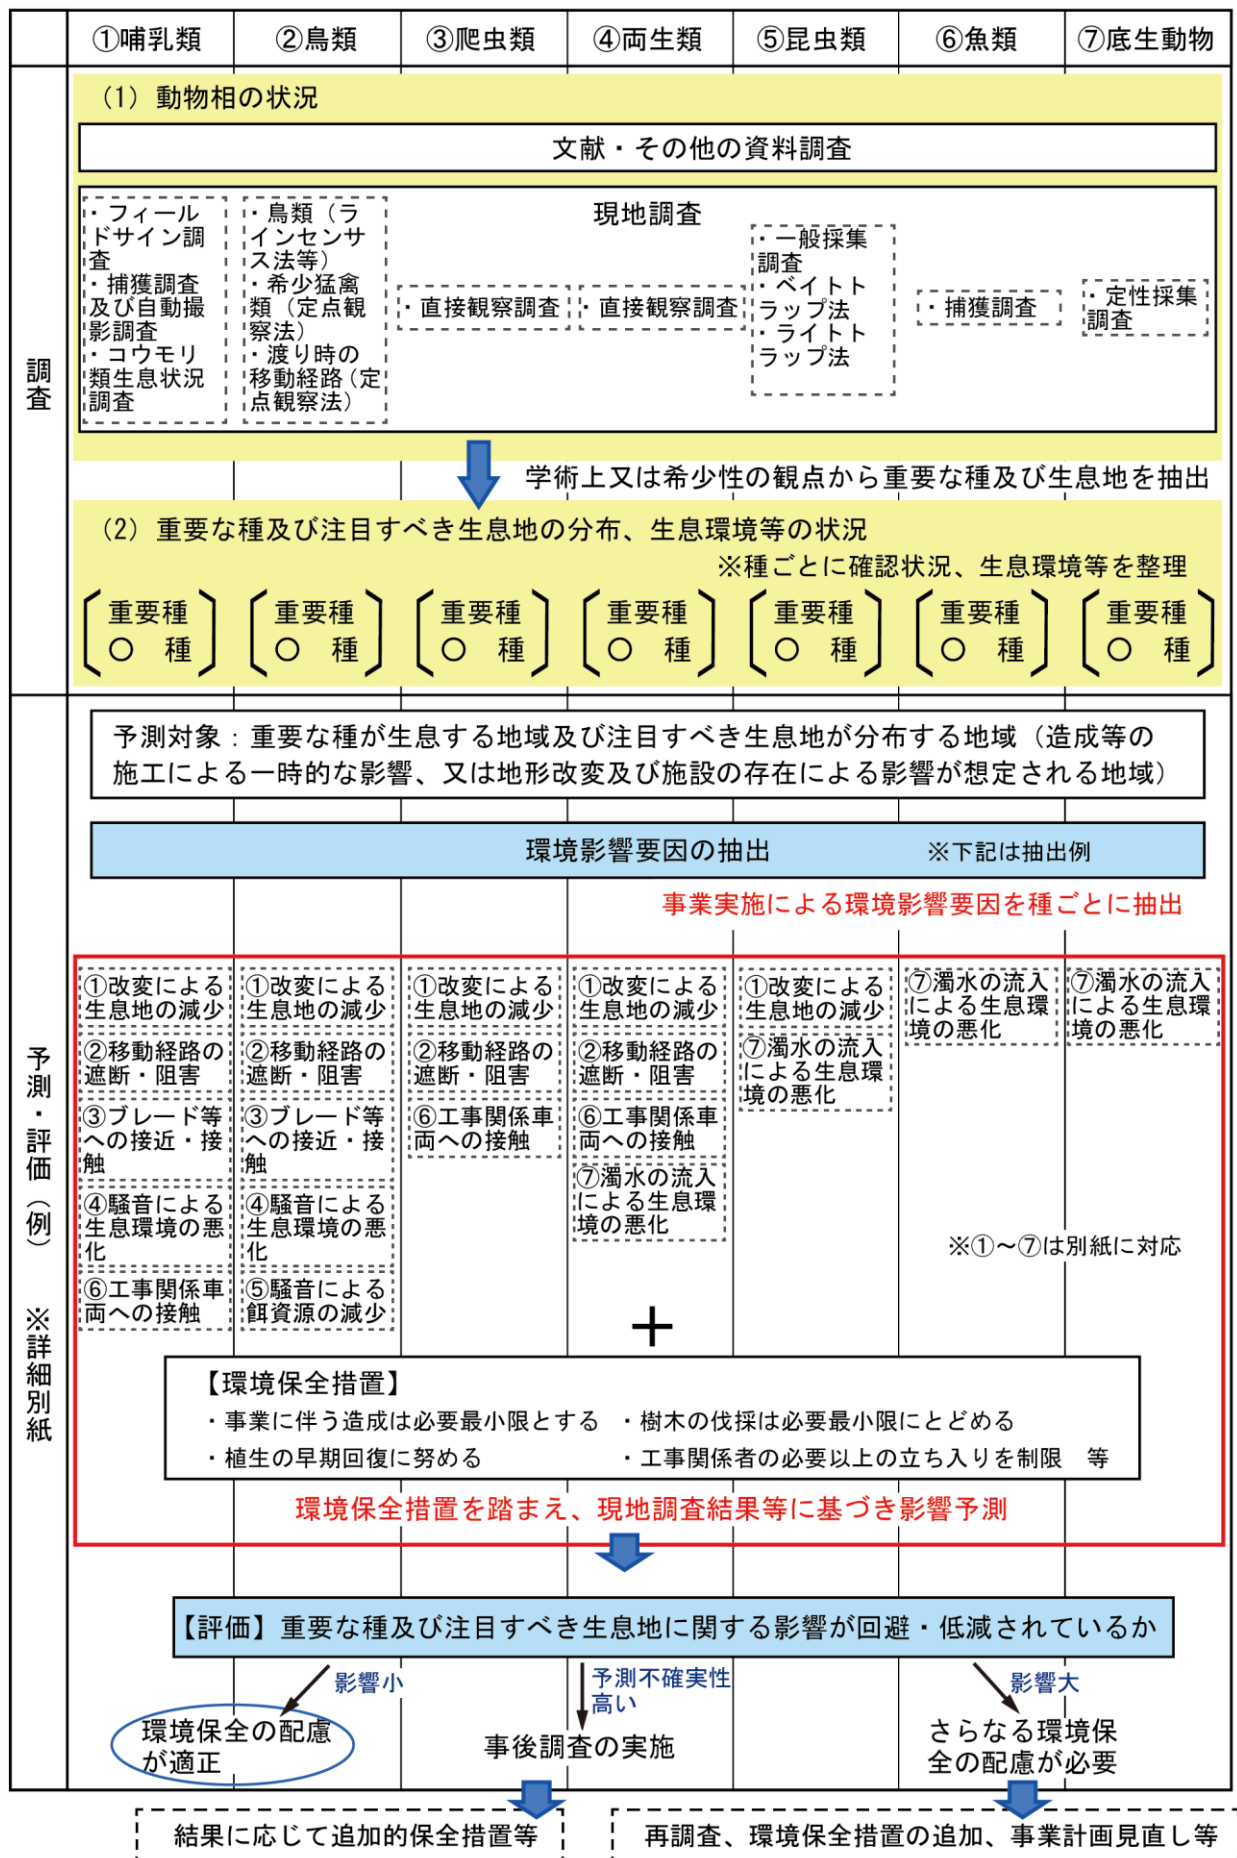 ①哺乳類
②鳥類
③爬虫類
④両生類
⑤昆虫類
⑥魚類
⑦底生動物
調査
（1）動物相の状況
文献・その他の資料調査
現地調査
・フィール
ドサイン調
査
・捕獲調査
及び自動撮
影調査
・コウモリ
類生息状況
調査
・鳥類（ラ
インセンサ
ス法等）
・希少猛禽
類（定点観
察法）
・渡り時の
移動経路（定
点観察法）
・直接観察調査
・直接観察調査
・一般採集
調査
・ベイトト
ラップ法
・ライトト
ラップ法
・捕獲調査
・定性採集
調査
学術上又は希少性の観点から重要な種及び生息地を抽出
（2）重要な種及び注目すべき生息地の分布、生息環境等の状況
※種ごとに確認状況、生息環境等を整理
重要種
○　種
重要種
○　種
重要種
○　種
重要種
○　種
重要種
○　種
重要種
○　種
重要種
○　種
予測・評価（例）　※詳細別紙
予測対象：重要な種が生息する地域及び注目すべき生息地が分布する地域（造成等の
施工による一時的な影響、又は地形改変及び施設の存在による影響が想定される地域）
環境影響要因の抽出　※下記は抽出例
事業実施による環境影響要因を種ごとに抽出
①改変による
生息地の減少
②移動経路の
遮断・阻害
③ブレード等
への接近・接
触
④騒音による
生息環境の悪
化
⑥工事関係車
両への接触
①改変による
生息地の減少
②移動経路の
遮断・阻害
③ブレード等
への接近・接
触
④騒音による
生息環境の悪
化
⑤騒音による
餌資源の減少
①改変による
生息地の減少
②移動経路の
遮断・阻害
⑥工事関係車
両への接触
①改変による
生息地の減少
②移動経路の
遮断・阻害
⑥工事関係車
両への接触
⑦濁水の流入
による生息環
境の悪化
①改変による
生息地の減少
⑦濁水の流入
による生息環
境の悪化
⑦濁水の流入
による生息環
境の悪化
⑦濁水の流入
による生息環
境の悪化
※①～⑦は別紙に対応
＋
【環境保全措置】
・事業に伴う造成は必要最小限とする　・樹木の伐採は必要最小限にとどめる
・植生の早期回復に努める　・工事関係者の必要以上の立ち入りを制限　等
環境保全措置を踏まえ、現地調査結果等に基づき影響予測
【評価】重要な種及び注目すべき生息地に関する影響が回避・低減されているか
影響小
予測不確実性
高い
影響大
環境保全の配慮
が適正
事後調査の実施
さらなる環境保
全の配慮が必要
結果に応じて追加的保全措置等
再調査、環境保全措置の追加、事業計画見直し等